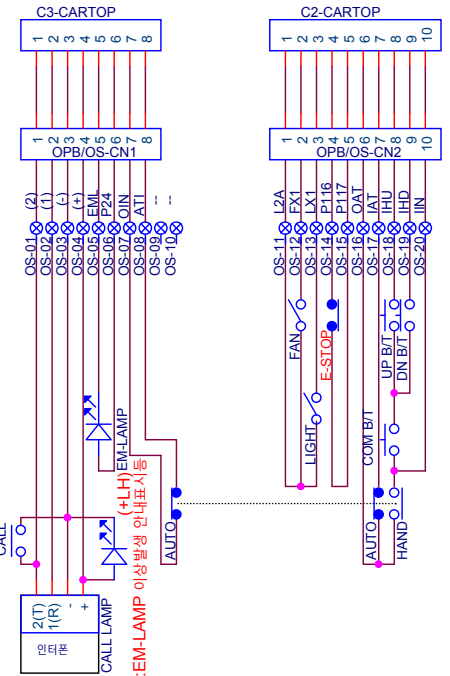 C3-CARTOP
1 2 3 4 5 6 7 8
1 2 3 4 5 6 7 8
OPB/OS-CN1
(2)
(1)
(-)
(+)
EML
P24
OIN
ATI
--
--
OS-01
OS-02
OS-03
OS-04
OS-05
OS-06
OS-07
OS-08
OS-09
OS-10
EM-LAMP
(+LH)
AUTO
CALL
2(T)
1(R)
-
+
인터폰
CALL LAMP
:EM-LAMP 이상발생 안내표시등
C2-CARTOP
1 2 3 4 5 6 7 8 9 10
1 2 3 4 5 6 7 8 9 10
OPB/OS-CN2
L2A
FX1
LX1
P116
P117
OAT
IAT
IHU
IHD
IIN
OS-11
OS-12
OS-13
OS-14
OS-15
OS-16
OS-17
OS-18
OS-19
OS-20
FAN
LIGHT
E-STOP
UP B/T
DN B/T
COM B/T
AUTO
HAND